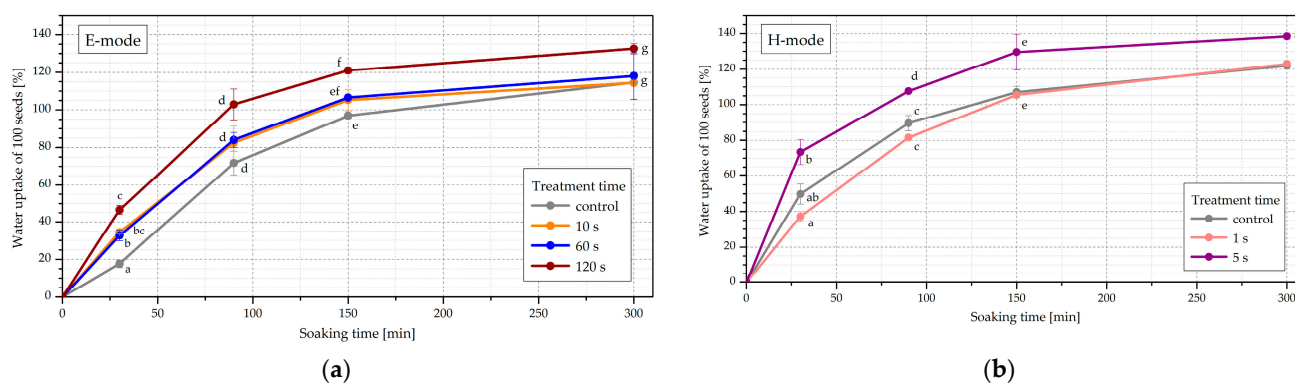 E-mode
Water uptake of 100 seeds [%]
140
120
100
80
60
40
20
0
a
b
bc
c
d
d
d
e
ef
f
g
g
Treatment time
control
10 s
60 s
120 s
0 50 100 150 200 250 300
Soaking time [min]
(a)
H-mode
Water uptake of 100 seeds [%]
140
120
100
80
60
40
20
0
a
ab
b
c
c
d
e
e
Treatment time
control
1 s
5 s
0 50 100 150 200 250 300
Soaking time [min]
(b)